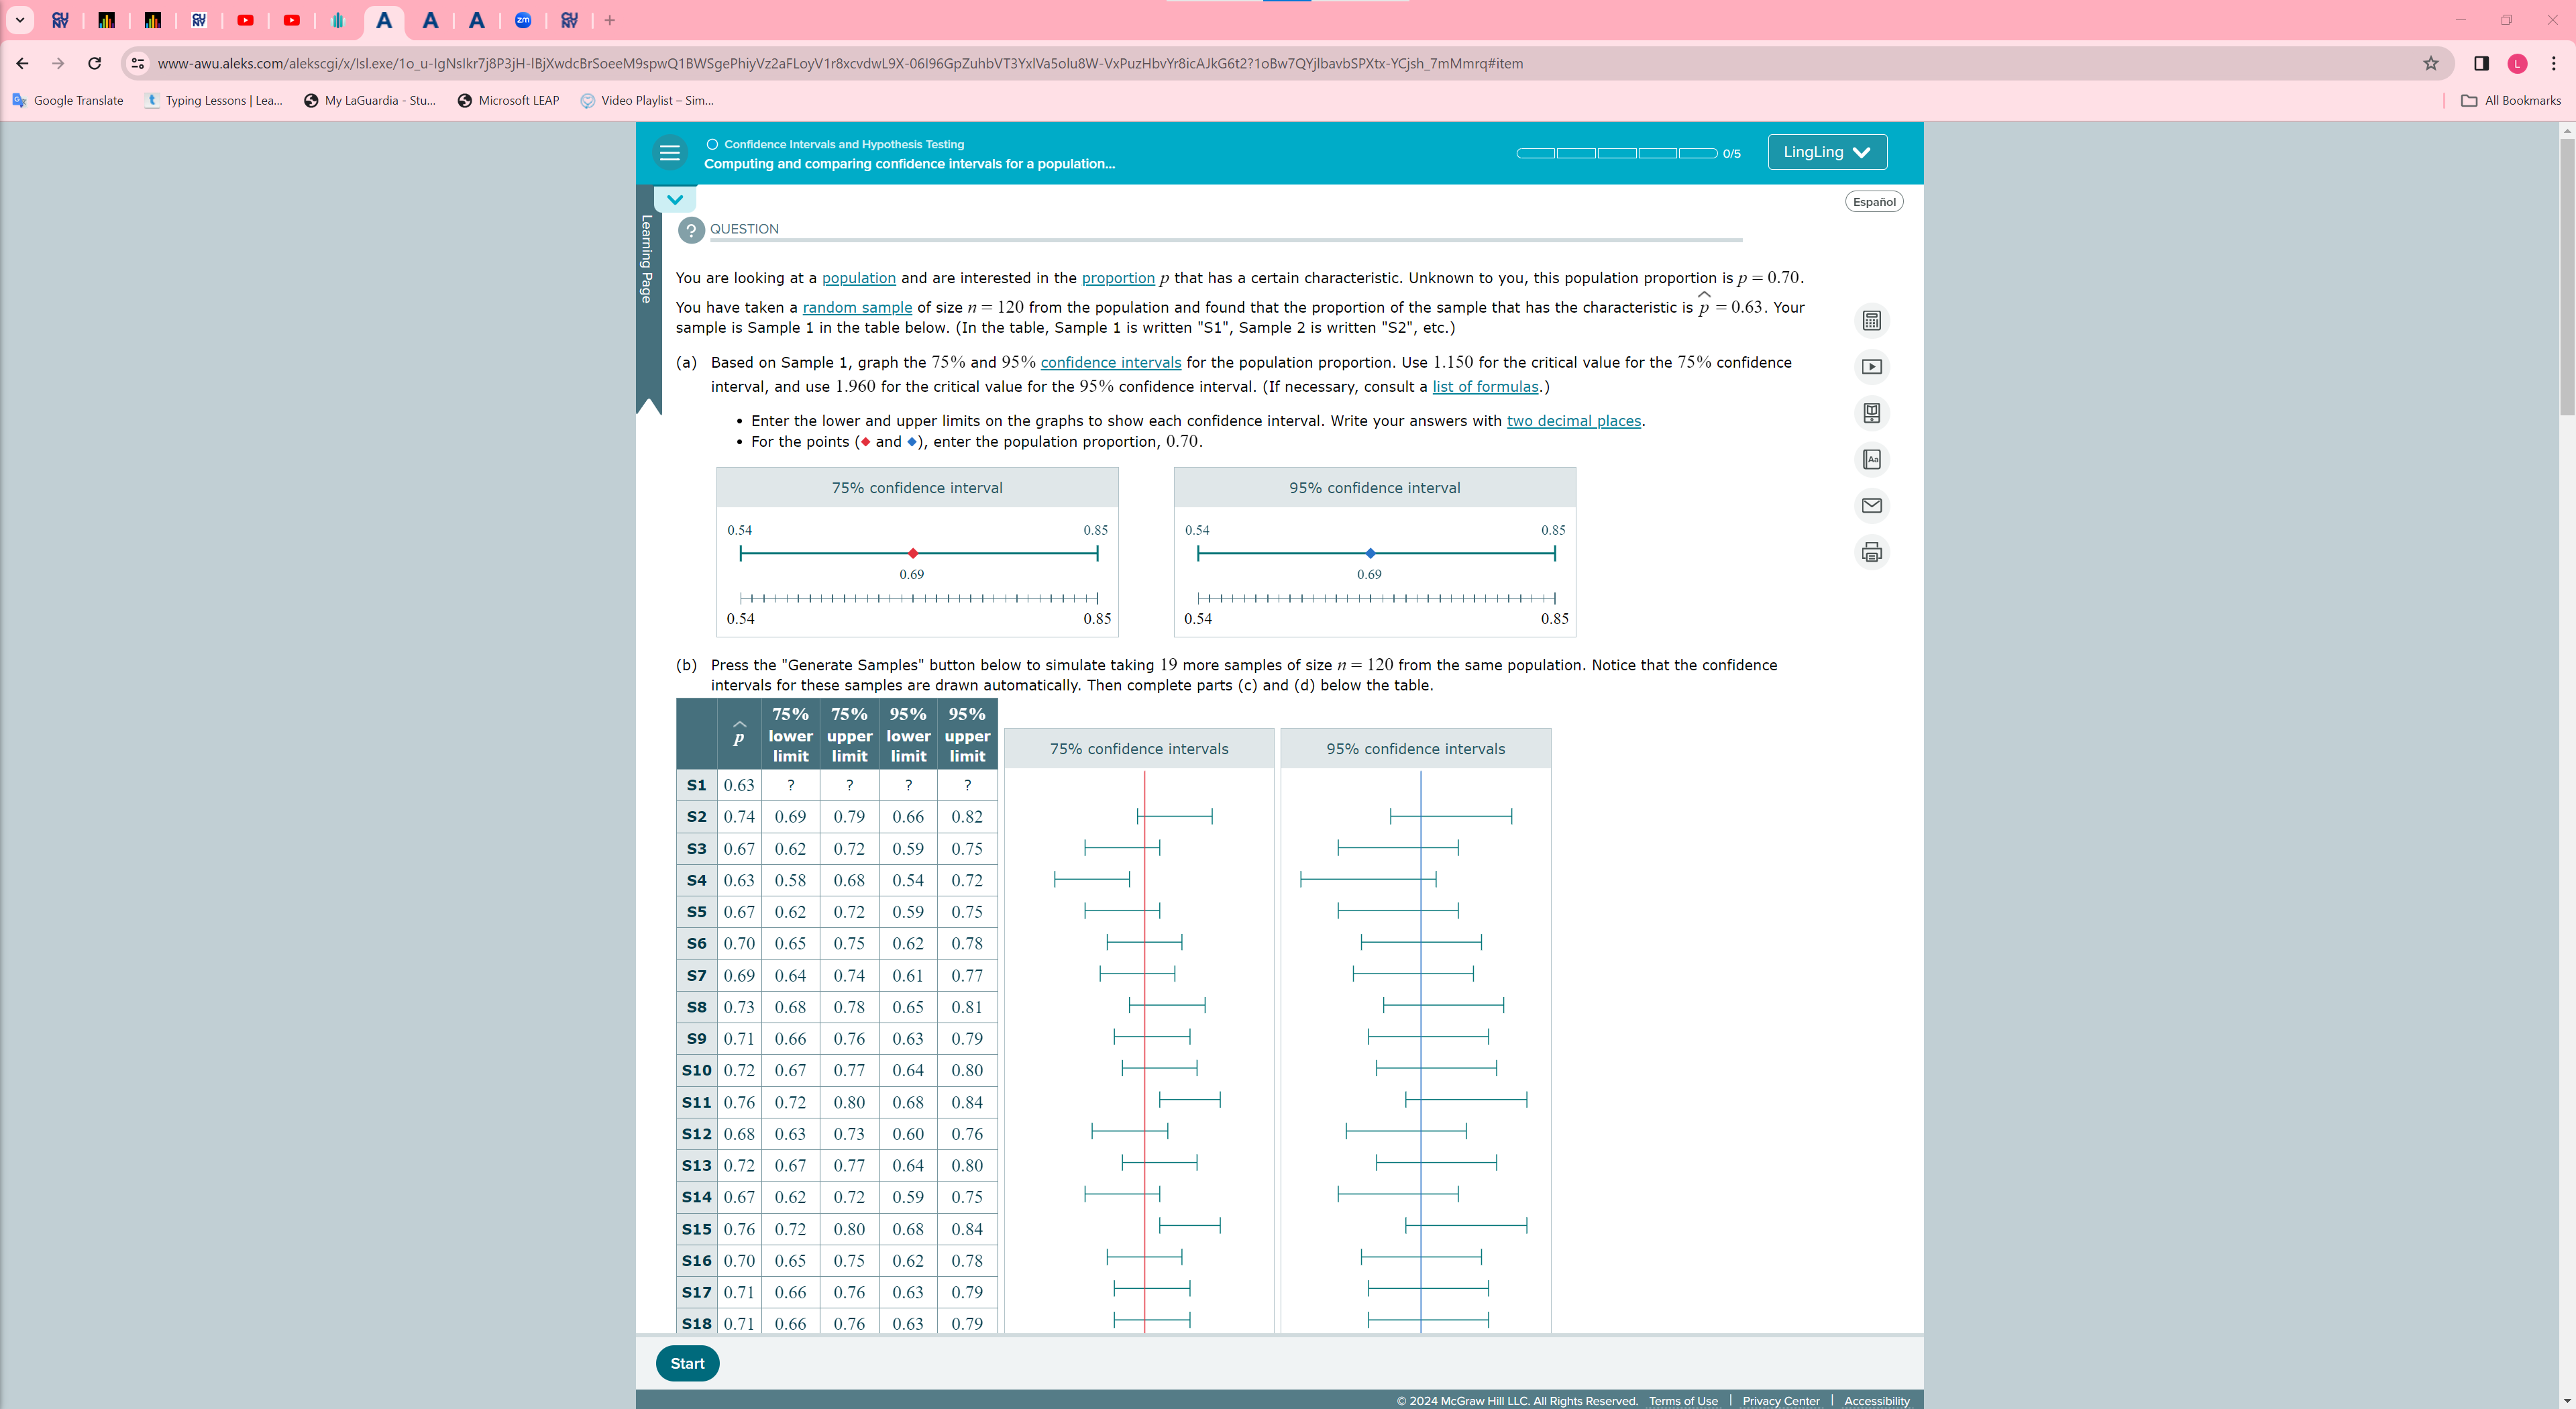 www-awu.aleks.com/alekscgi/x/Isl.exe/1o_u-IgNsIkr7j8P3jH-IBjXwdcBrSoeeM9spwQ1BWSgePhiyVz2aFLoyV1r8xcvdwL9X-06I96GpZuhbVT3YxlVa5olu8W-VxPuzHbvYr8icAJkG6t2?1oBw7QYjlbavbSPXtx-YCjsh_7mMmrq#item
Google Translate Typing Lessons | Lea... My LaGuardia - Stu... Microsoft LEAP Video Playlist – Sim... All Bookmarks
Confidence Intervals and Hypothesis Testing
Computing and comparing confidence intervals for a population...
0/5
LingLing
Español
Learning Page
QUESTION
You are looking at a population and are interested in the proportion p that has a certain characteristic. Unknown to you, this population proportion is p = 0.70.
You have taken a random sample of size n = 120 from the population and found that the proportion of the sample that has the characteristic is p̂ = 0.63. Your
sample is Sample 1 in the table below. (In the table, Sample 1 is written "S1", Sample 2 is written "S2", etc.)
(a) Based on Sample 1, graph the 75% and 95% confidence intervals for the population proportion. Use 1.150 for the critical value for the 75% confidence
interval, and use 1.960 for the critical value for the 95% confidence interval. (If necessary, consult a list of formulas.)
• Enter the lower and upper limits on the graphs to show each confidence interval. Write your answers with two decimal places.
• For the points (♦ and ♦), enter the population proportion, 0.70.
75% confidence interval
0.54 0.85
0.69
0.54 0.85
95% confidence interval
0.54 0.85
0.69
0.54 0.85
(b) Press the "Generate Samples" button below to simulate taking 19 more samples of size n = 120 from the same population. Notice that the confidence
intervals for these samples are drawn automatically. Then complete parts (c) and (d) below the table.
p̂ 75% lower limit 75% upper limit 95% lower limit 95% upper limit
S1 0.63 ? ? ? ?
S2 0.74 0.69 0.79 0.66 0.82
S3 0.67 0.62 0.72 0.59 0.75
S4 0.63 0.58 0.68 0.54 0.72
S5 0.67 0.62 0.72 0.59 0.75
S6 0.70 0.65 0.75 0.62 0.78
S7 0.69 0.64 0.74 0.61 0.77
S8 0.73 0.68 0.78 0.65 0.81
S9 0.71 0.66 0.76 0.63 0.79
S10 0.72 0.67 0.77 0.64 0.80
S11 0.76 0.72 0.80 0.68 0.84
S12 0.68 0.63 0.73 0.60 0.76
S13 0.72 0.67 0.77 0.64 0.80
S14 0.67 0.62 0.72 0.59 0.75
S15 0.76 0.72 0.80 0.68 0.84
S16 0.70 0.65 0.75 0.62 0.78
S17 0.71 0.66 0.76 0.63 0.79
S18 0.71 0.66 0.76 0.63 0.79
75% confidence intervals
95% confidence intervals
Start
© 2024 McGraw Hill LLC. All Rights Reserved. Terms of Use | Privacy Center | Accessibility